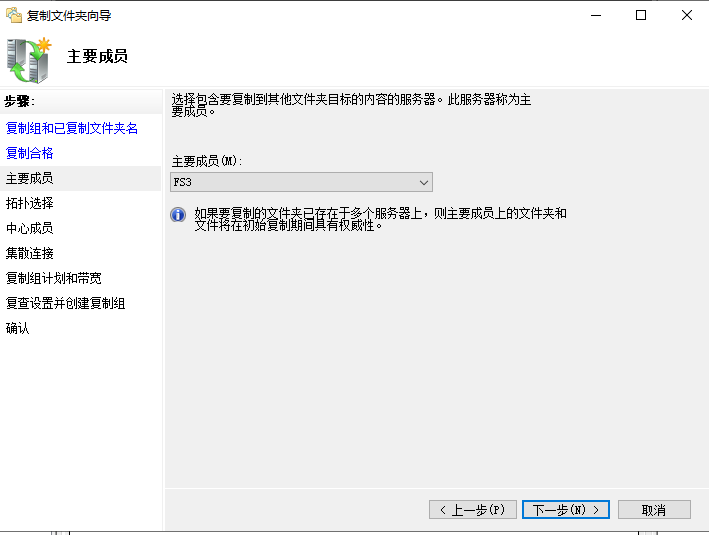 复制文件夹向导
主要成员
步骤:
复制组和已复制文件夹名
复制合格
主要成员
拓扑选择
中心成员
集散连接
复制组计划和带宽
复查设置并创建复制组
确认
选择包含要复制到其他文件夹目标的内容的服务器。此服务器称为主
要成员。
主要成员(M):
FS3
如果要复制的文件夹已存在于多个服务器上，则主要成员上的文件夹和
文件将在初始复制期间具有权威性。
< 上一步(P)
下一步(N) >
取消